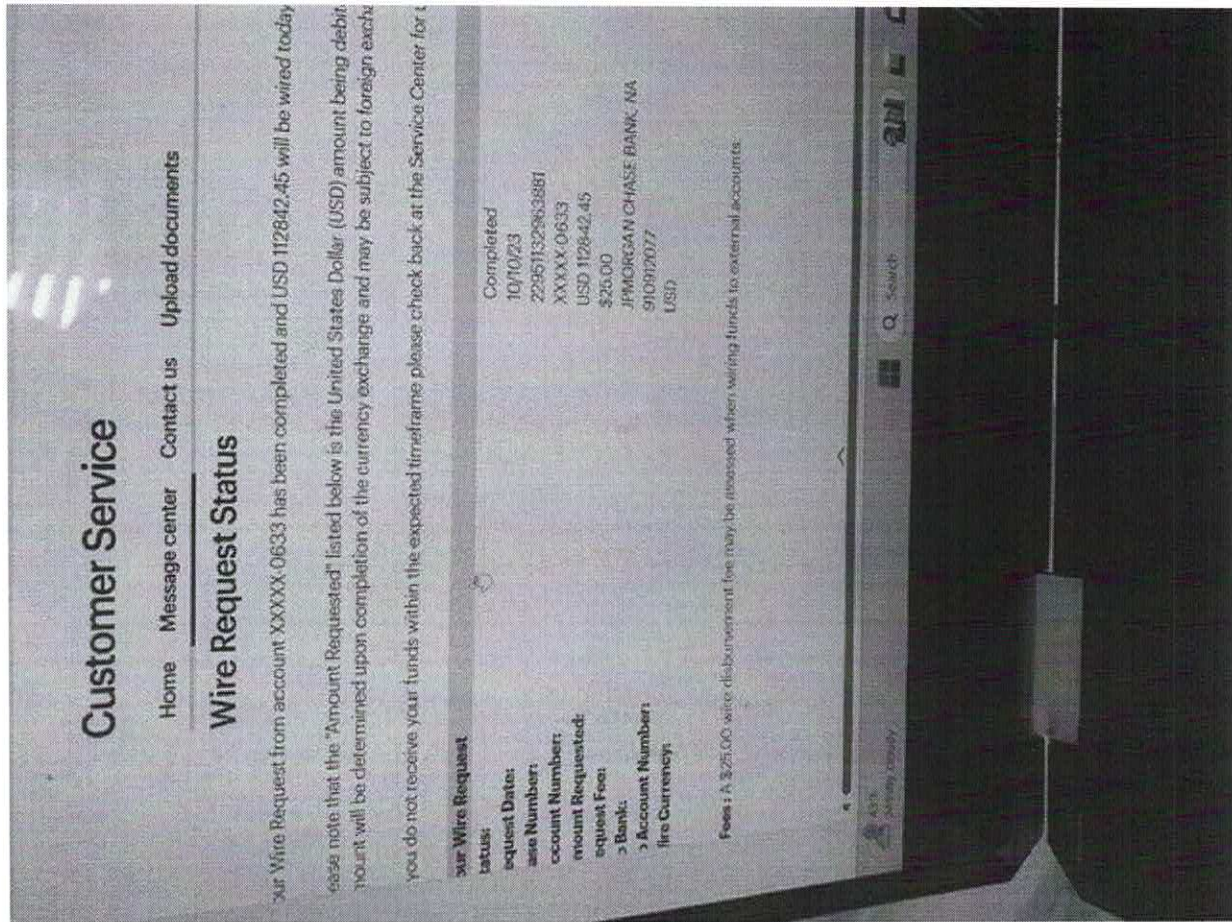 Customer Service
Home Message center Contact us Upload documents
Wire Request Status
our Wire Request from account XXXXX-0633 has been completed and USD 112842.45 will be wired today
ease note that the "Amount Requested" listed below is the United States Dollar (USD) amount being debit
mount will be determined upon completion of the currency exchange and may be subject to foreign excha
you do not receive your funds within the expected timeframe please check back at the Service Center for
our Wire Request
tatus: Completed
equest Date: 10/10/23
ase Number: 22951132963881
ccount Number: XXXXX-0633
mount Requested: USD 112842.45
equest Fee: $25.00
o Bank: JPMORGAN CHASE BANK, NA
o Account Number: 910912077
ire Currency: USD
Fees : A $25.00 wire disbursement fee may be assessed when wiring funds to external accounts.
Mostly cloudy
Search